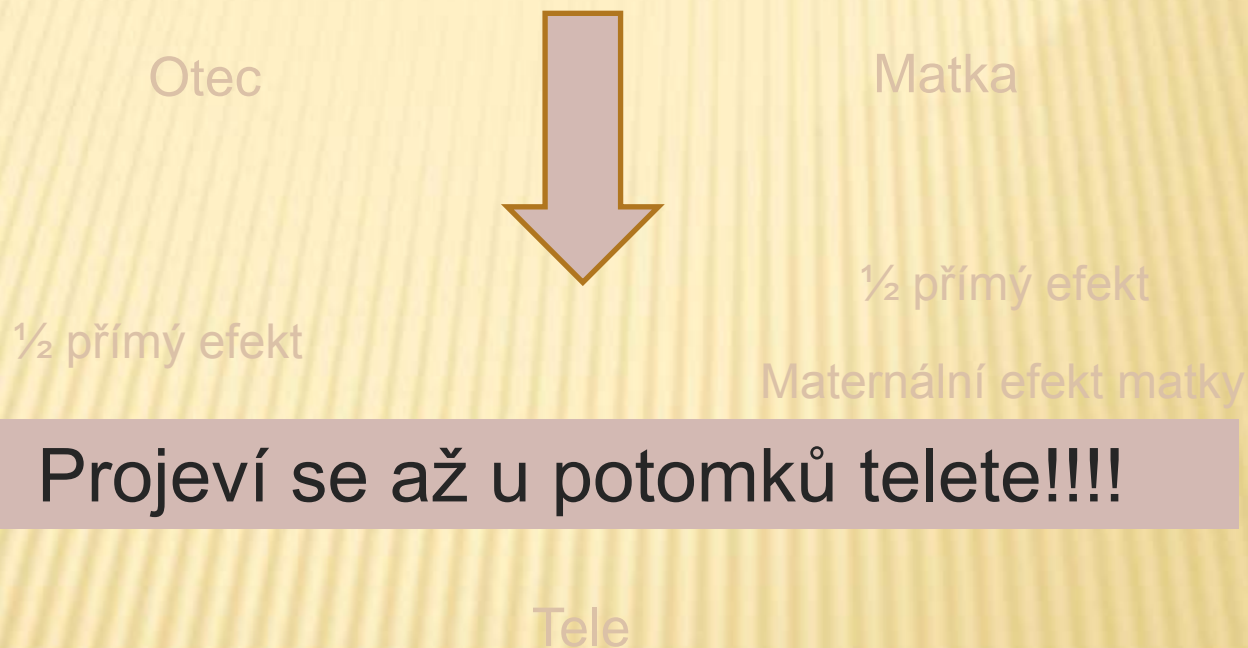 Otec
Matka
½ přímý efekt
½ přímý efekt
Maternální efekt matky
Projeví se až u potomků telete!!!!
Tele